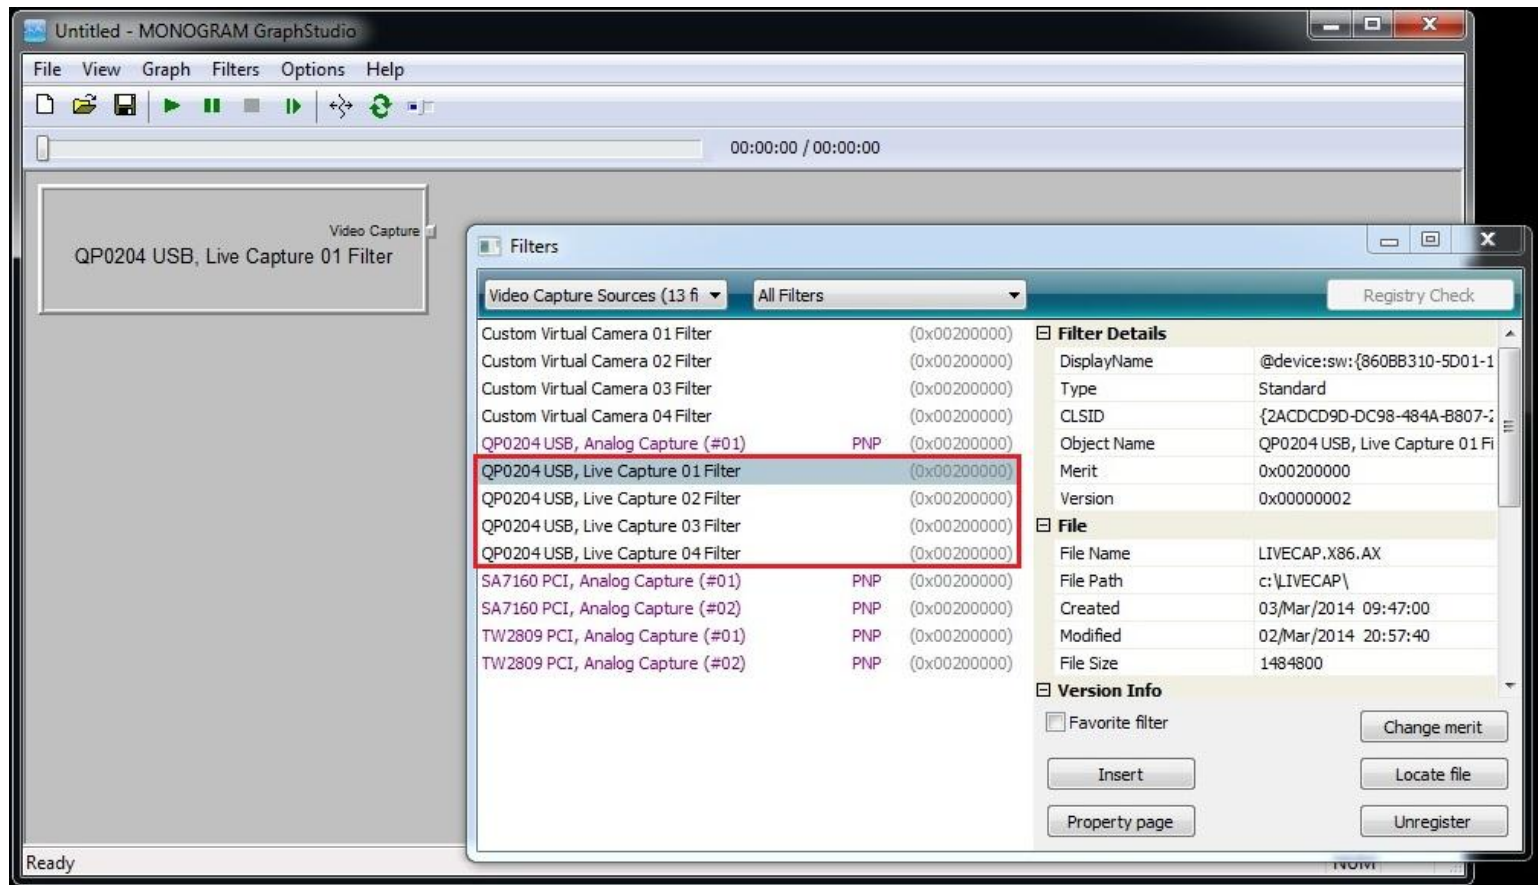 Untitled - MONOGRAM GraphStudio
File View Graph Filters Options Help
00:00:00 / 00:00:00
Video Capture
QP0204 USB, Live Capture 01 Filter
Filters
Video Capture Sources (13 fi All Filters Registry Check
Custom Virtual Camera 01 Filter (0x00200000)
Custom Virtual Camera 02 Filter (0x00200000)
Custom Virtual Camera 03 Filter (0x00200000)
Custom Virtual Camera 04 Filter (0x00200000)
QP0204 USB, Analog Capture (#01) PNP (0x00200000)
QP0204 USB, Live Capture 01 Filter (0x00200000)
QP0204 USB, Live Capture 02 Filter (0x00200000)
QP0204 USB, Live Capture 03 Filter (0x00200000)
QP0204 USB, Live Capture 04 Filter (0x00200000)
SA7160 PCI, Analog Capture (#01) PNP (0x00200000)
SA7160 PCI, Analog Capture (#02) PNP (0x00200000)
TW2809 PCI, Analog Capture (#01) PNP (0x00200000)
TW2809 PCI, Analog Capture (#02) PNP (0x00200000)
Filter Details
DisplayName @device:sw:{860BB310-5D01-1
Type Standard
CLSID {2ACDCD9D-DC98-484A-B807-2
Object Name QP0204 USB, Live Capture 01 Fi
Merit 0x00200000
Version 0x00000002
File
File Name LIVECAP.X86.AX
File Path c:\LIVECAP\
Created 03/Mar/2014 09:47:00
Modified 02/Mar/2014 20:57:40
File Size 1484800
Version Info
Favorite filter
Change merit
Insert
Locate file
Property page
Unregister
Ready
NUM